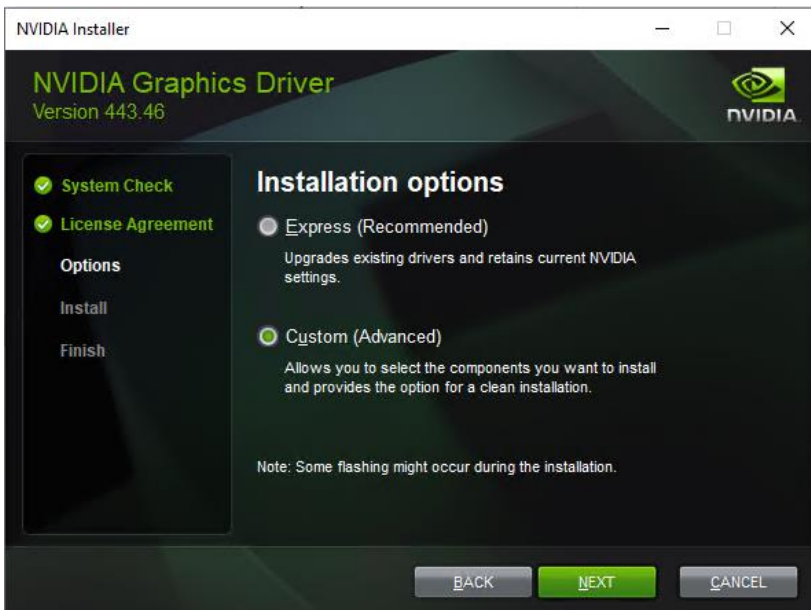 NVIDIA Installer
NVIDIA Graphics Driver
Version 443.46
NVIDIA.
System Check
License Agreement
Options
Install
Finish
Installation options
Express (Recommended)
Upgrades existing drivers and retains current NVIDIA
settings.
Custom (Advanced)
Allows you to select the components you want to install
and provides the option for a clean installation.
Note: Some flashing might occur during the installation.
BACK
NEXT
CANCEL